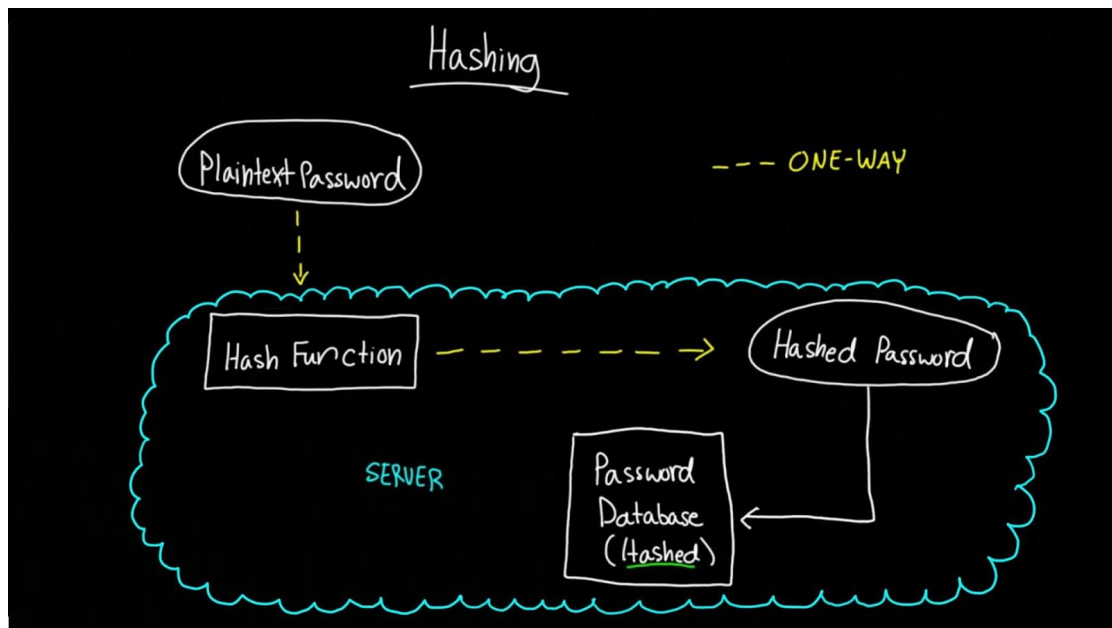 Hashing
Plaintext Password
--- ONE-WAY
Hash Function
Hashed Password
SERVER
Password
Database
(Hashed)